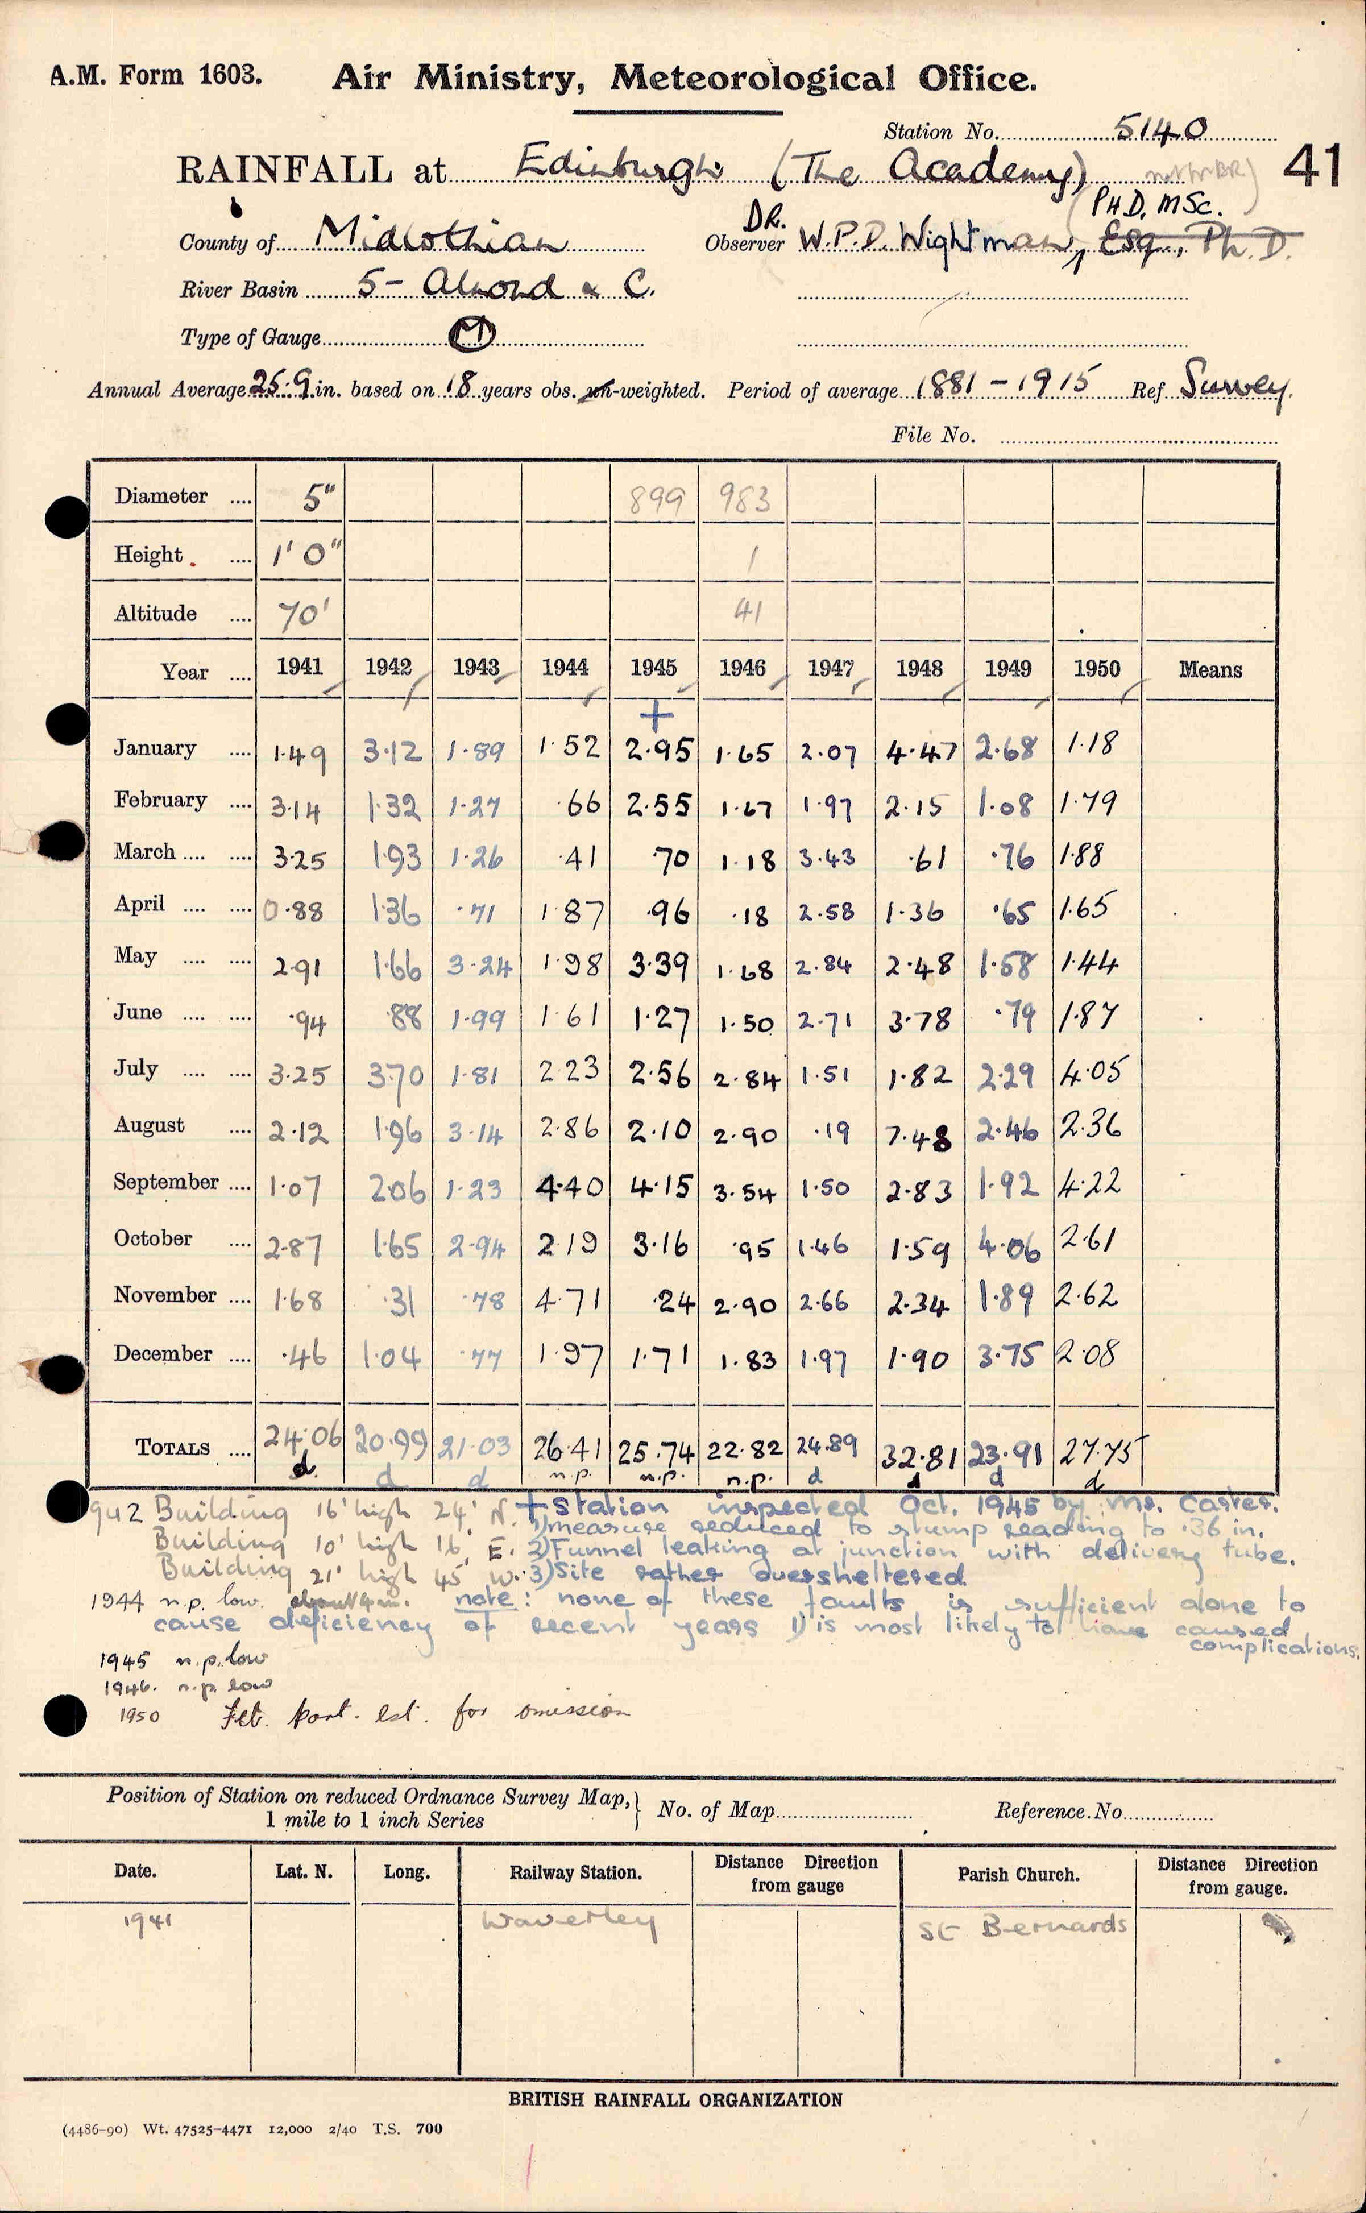 A.M. Form 1603. Air Ministry, Meteorological Office.
Station No. 5140
RAINFALL at Edinburgh (The Academy) 41
PH.D, MSc.
County of Midlothian DR. Observer W.P.D. Wightman, Esq., Ph.D.
River Basin 5- Almond & C.
Type of Gauge M
Annual Average 25.9 in. based on 18 years obs. un-weighted. Period of average 1881-1915 Ref Survey.
File No.
Diameter .... 5" 899 983
Height .... 1' 0" 1
Altitude .... 70' 41
Year .... 1941 1942 1943 1944 1945 1946 1947 1948 1949 1950 Means
+
January .... 1.49 3.12 1.89 1.52 2.95 1.65 2.07 4.47 2.68 1.18
February .... 3.14 1.32 1.27 .66 2.55 1.67 1.97 2.15 1.08 1.79
March .... .... 3.25 1.93 1.26 .41 .70 1.18 3.43 .61 .76 1.88
April .... .... 0.88 1.36 .71 1.87 .96 .18 2.58 1.36 .65 1.65
May .... .... 2.91 1.66 3.24 1.98 3.39 1.68 2.84 2.48 1.58 1.44
June .... .... .94 .88 1.99 1.61 1.27 1.50 2.71 3.78 .79 1.87
July .... .... 3.25 3.70 1.81 2.23 2.56 2.84 1.51 1.82 2.29 4.05
August .... 2.12 1.96 3.14 2.86 2.10 2.90 .19 7.48 2.46 2.36
September .... 1.07 2.06 1.23 4.40 4.15 3.54 1.50 2.83 1.92 4.22
October .... 2.87 1.65 2.94 2.19 3.16 .95 1.46 1.59 4.06 2.61
November .... 1.68 .31 .78 4.71 .24 2.90 2.66 2.34 1.89 2.62
December .... .46 1.04 .77 1.97 1.71 1.83 1.97 1.90 3.75 2.08
TOTALS .... 24.06 20.99 21.03 26.41 25.74 22.82 24.89 32.81 23.91 27.75
d d d n.p. n.p. n.p. d d d d
942 Building 16' high 24' N. + Station inspected Oct. 1945 by Mr. Carter.
1) measure reduced to stump reading to .36 in.
Building 10' high 16' E. 2) Funnel leaking at junction with delivery tube.
Building 21' high 45' W. 3) Site rather oversheltered
1944 n.p. low. about 4 in. note: none of these faults is sufficient alone to
cause deficiency of recent years 1) is most likely to have caused
complications.
1945 n.p. low
1946. n.p. low
1950 Feb. part. est. for omission
Position of Station on reduced Ordnance Survey Map, 1 mile to 1 inch Series No. of Map Reference No.
Date. Lat. N. Long. Railway Station. Distance Direction from gauge Parish Church. Distance Direction from gauge.
1941 Waverley St Bernards
BRITISH RAINFALL ORGANIZATION
(4486-90) Wt. 47525-4471 12,000 2/40 T.S. 700